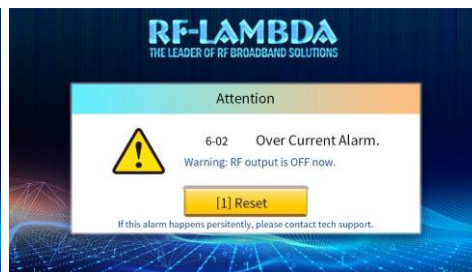 RF-LAMBDA
THE LEADER OF RF BROADBAND SOLUTIONS
Attention
6-02 Over Current Alarm.
Warning: RF output is OFF now.
[1] Reset
If this alarm happens persitently, please contact tech support.